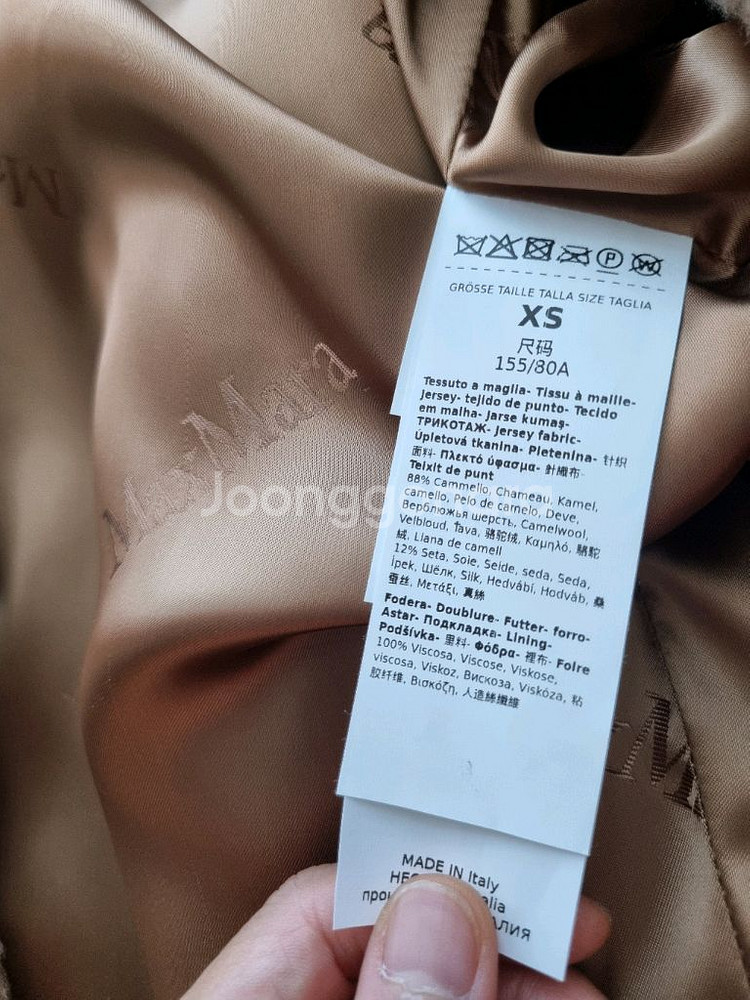 MaxMara
GRÖSSE TAILLE TALLA SIZE TAGLIA
XS
尺码
155/80A
Tessuto a maglia- Tissu à maille-
Jersey- tejido de punto- Tecido
em malha- Jarse kumaş-
ТРИКОТАЖ- Jersey fabric-
Úpletová tkanina- Pletenina- 针织
面料- Πλεκτό ύφασμα- 針織布-
Teixit de punt
88% Cammello, Chameau, Kamel,
camello, Pelo de camelo, Deve,
Верблюжья шерсть, Camelwool,
Velbloud, Ťava, 骆驼绒, Καμηλό, 駱駝
絨, Llana de camell
12% Seta, Soie, Seide, seda, Seda,
İpek, Шёлк, Silk, Hedvábí, Hodváb, 桑
蚕丝, Μετάξι, 真絲
Fodera- Doublure- Futter- forro-
Astar- Подкладка- Lining-
Podšívka- 里料- Φόδρα- 裡布- Folre
100% Viscosa, Viscose, Viskose,
viscosa, Viskoz, Вискоза, Viskóza, 粘
胶纤维, Βισκόζη, 人造絲纖維
MADE IN Italy
Joongg